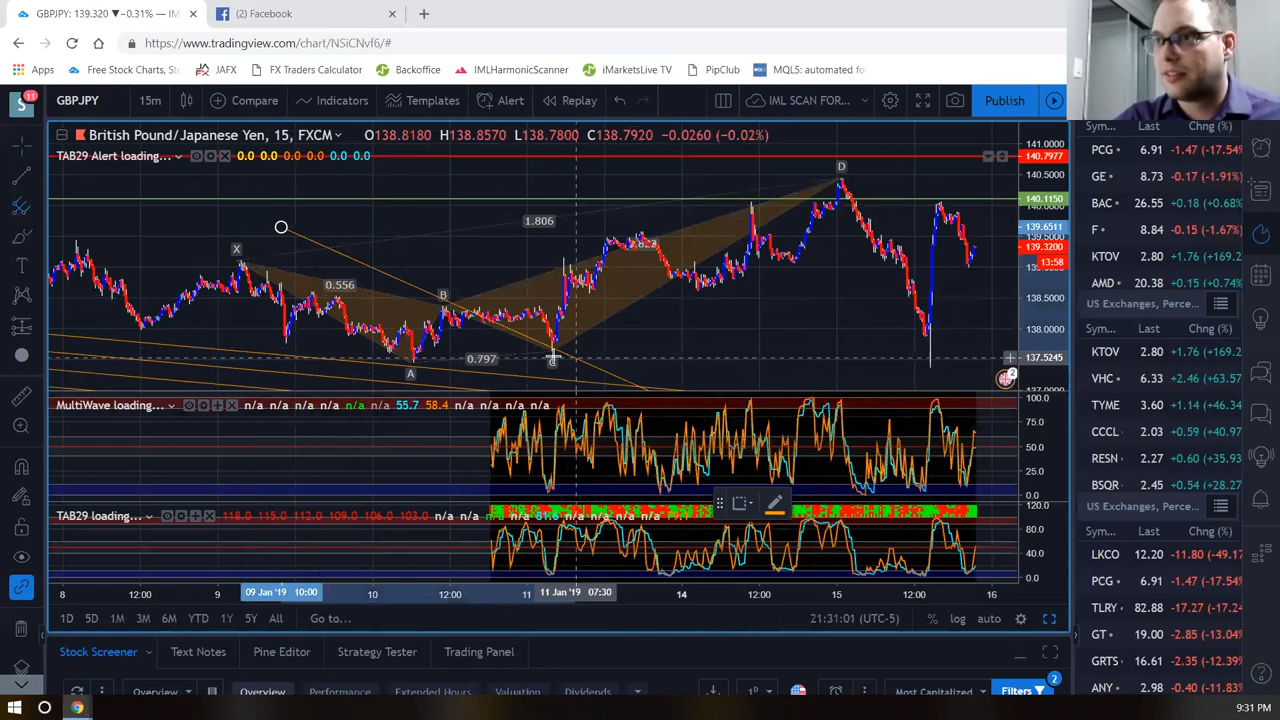 GBPJPY: 139.320 ▼−0.31% — IM
(2) Facebook
https://www.tradingview.com/chart/NSiCNvf6/#
Apps Free Stock Charts, St JAFX FX Traders Calculator Backoffice IMLHarmonicScanner iMarketsLive TV PipClub MQL5: automated fo
11 GBPJPY 15m Compare Indicators Templates Alert Replay IML SCAN FOR... Publish
British Pound/Japanese Yen, 15, FXCM O138.8180 H138.8570 L138.7800 C138.7920 −0.0260 (−0.02%)
TAB29 Alert loading... 0.0 0.0 0.0 0.0 0.0 0.0
141.0000
140.7977
140.5000
140.1150
140.0000
139.6511
139.5000
139.3200
13:58
138.5000
138.0000
137.5245
137.0000
X
A
B
C
D
0.556
1.806
0.797
2
MultiWave loading... n/a n/a n/a n/a n/a n/a 55.7 58.4 n/a n/a n/a n/a
100.0
75.0
50.0
25.0
0.0
TAB29 loading... 118.0 115.0 112.0 109.0 106.0 103.0 n/a n/a n/a n/a 81.6 n/a n/a n/a n/a
120.0
80.0
40.0
0.0
8 12:00 9 09 Jan '19 10:00 10 12:00 11 11 Jan '19 07:30 14 12:00 15 12:00 16
1D 5D 1M 3M 6M YTD 1Y 5Y All Go to... 21:31:01 (UTC-5) % log auto
Stock Screener Text Notes Pine Editor Strategy Tester Trading Panel
Overview Overview Performance Extended Hours Valuation Dividends 1D Most Capitalized Filters 2
Sym... Last Chng (%)
PCG 6.91 −1.47 (−17.54%
GE 8.73 −0.17 (−1.91%)
BAC 26.55 +0.18 (+0.68%)
F 8.84 −0.15 (−1.67%)
AMD 20.38 +0.15 (+0.74%)
US Exchanges, Perce...
Sym... Last Chng (%)
KTOV 2.80 +1.76 (+169.2
VHC 6.33 +2.46 (+63.57
TYME 3.60 +1.14 (+46.34
CCCL 2.03 +0.59 (+40.97
RESN 2.27 +0.60 (+35.93
BSQR 2.45 +0.54 (+28.27
US Exchanges, Perce...
Sym... Last Chng (%)
LKCO 12.20 −11.80 (−49.17
PCG 6.91 −1.47 (−17.54%
TLRY 82.88 −17.27 (−17.24
GT 19.00 −2.85 (−13.04%
GRTS 16.61 −2.35 (−12.39%
ANY 2.98 −0.40 (−11.83%
9:31 PM